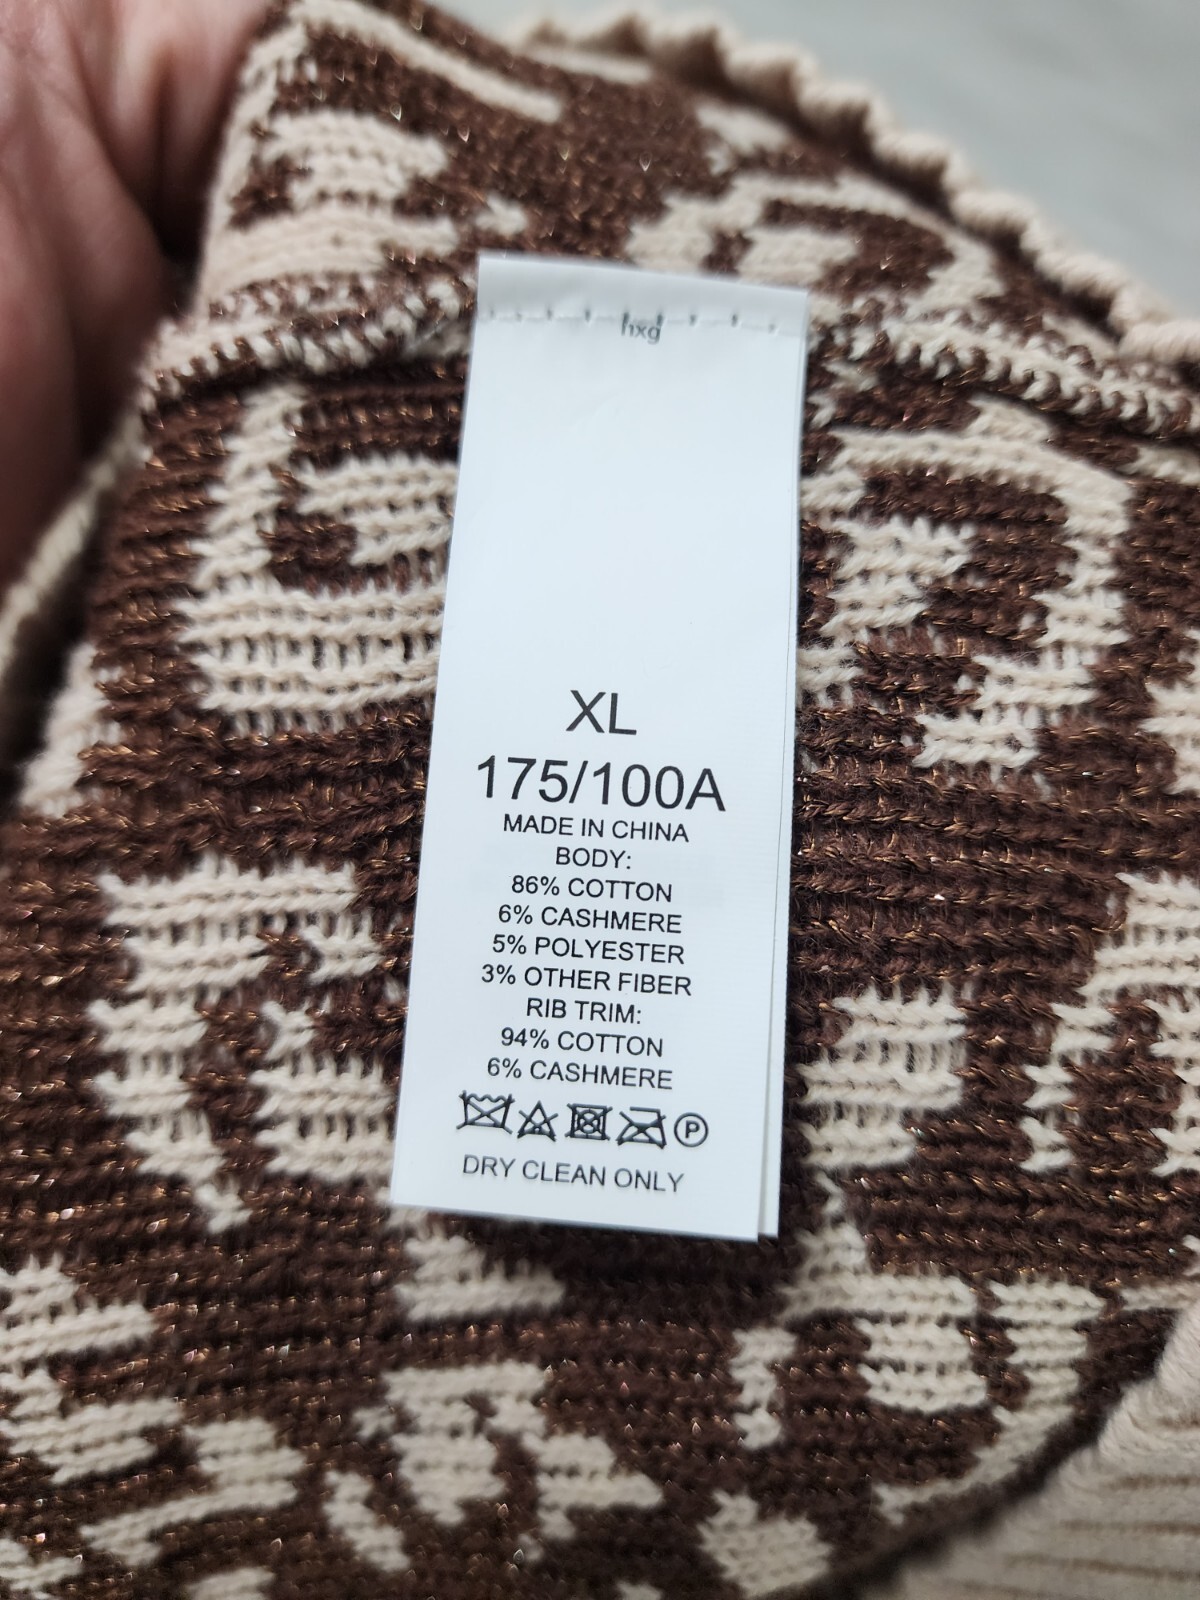 hxg
XL
175/100A
MADE IN CHINA
BODY:
86% COTTON
6% CASHMERE
5% POLYESTER
3% OTHER FIBER
RIB TRIM:
94% COTTON
6% CASHMERE
P
DRY CLEAN ONLY